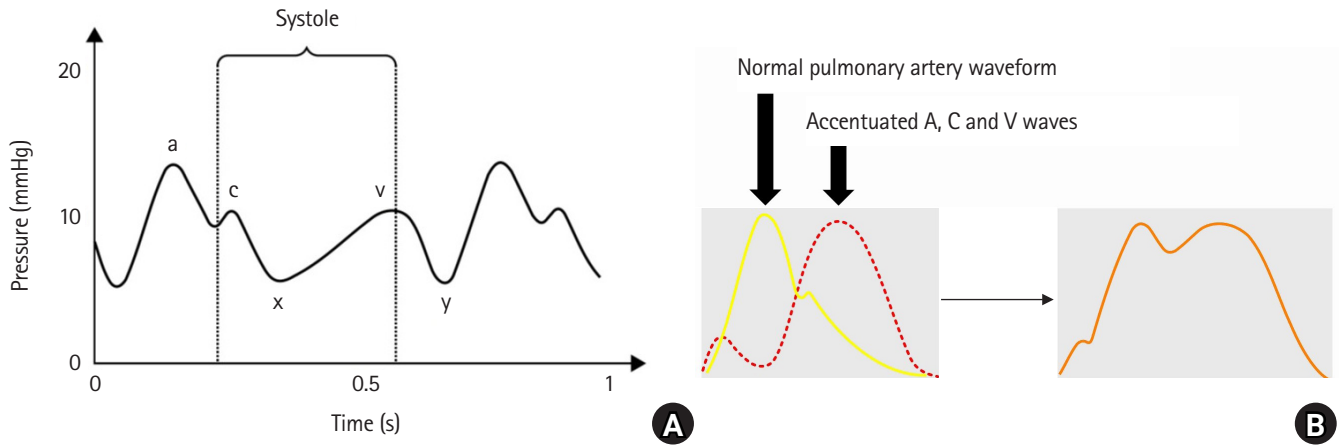 Systole
20
Pressure (mmHg)
10
0
a
c
v
x
y
0
0.5
1
Time (s)
A
Normal pulmonary artery waveform
Accentuated A, C and V waves
B